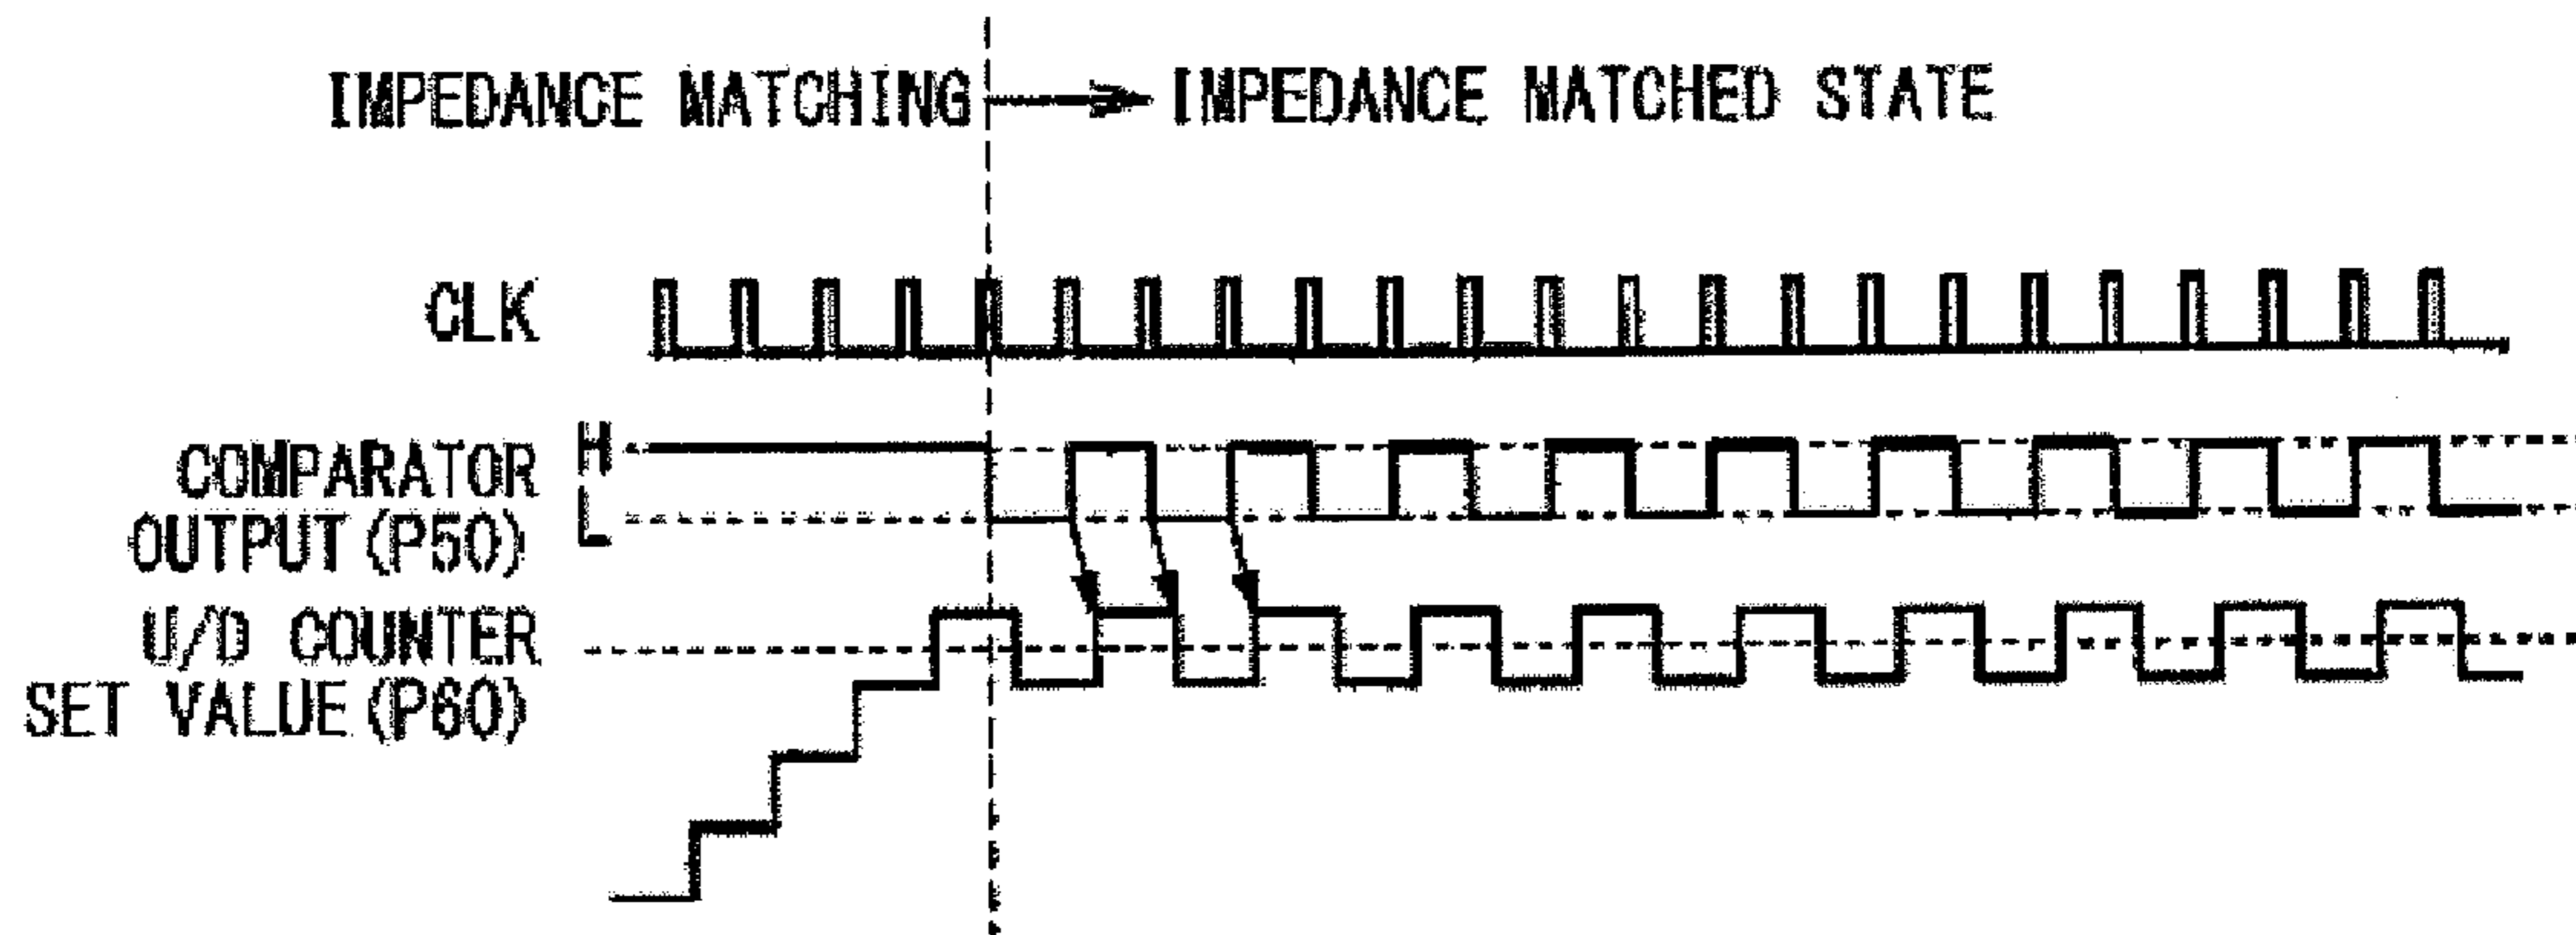 IMPEDANCE MATCHING
IMPEDANCE MATCHED STATE
CLK
COMPARATOR
OUTPUT (P50)
H
L
U/D COUNTER
SET VALUE (P60)